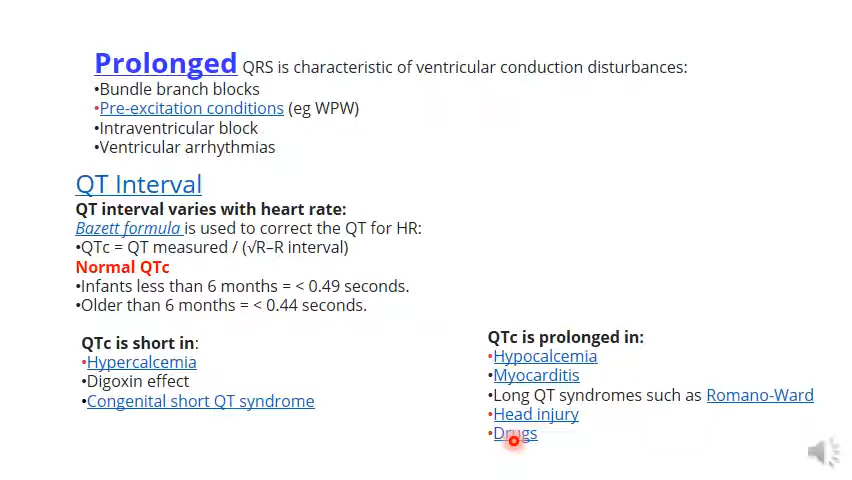 Prolonged QRS is characteristic of ventricular conduction disturbances:
•Bundle branch blocks
•Pre-excitation conditions (eg WPW)
•Intraventricular block
•Ventricular arrhythmias
QT Interval
QT interval varies with heart rate:
Bazett formula is used to correct the QT for HR:
•QTc = QT measured / (√R–R interval)
Normal QTc
•Infants less than 6 months = < 0.49 seconds.
•Older than 6 months = < 0.44 seconds.
QTc is short in:
•Hypercalcemia
•Digoxin effect
•Congenital short QT syndrome
QTc is prolonged in:
•Hypocalcemia
•Myocarditis
•Long QT syndromes such as Romano-Ward
•Head injury
•Drugs